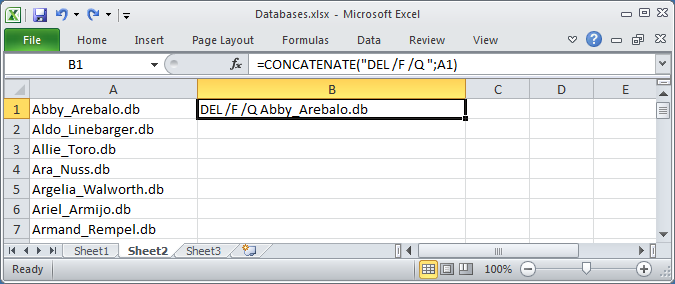 Databases.xlsx - Microsoft Excel
File Home Insert Page Layout Formulas Data Review View
B1 fx =CONCATENATE("DEL /F /Q ";A1)
A B C D E
1 Abby_Arebalo.db DEL /F /Q Abby_Arebalo.db
2 Aldo_Linebarger.db
3 Allie_Toro.db
4 Ara_Nuss.db
5 Argelia_Walworth.db
6 Ariel_Armijo.db
7 Armand_Rempel.db
Sheet1 Sheet2 Sheet3
Ready 100%